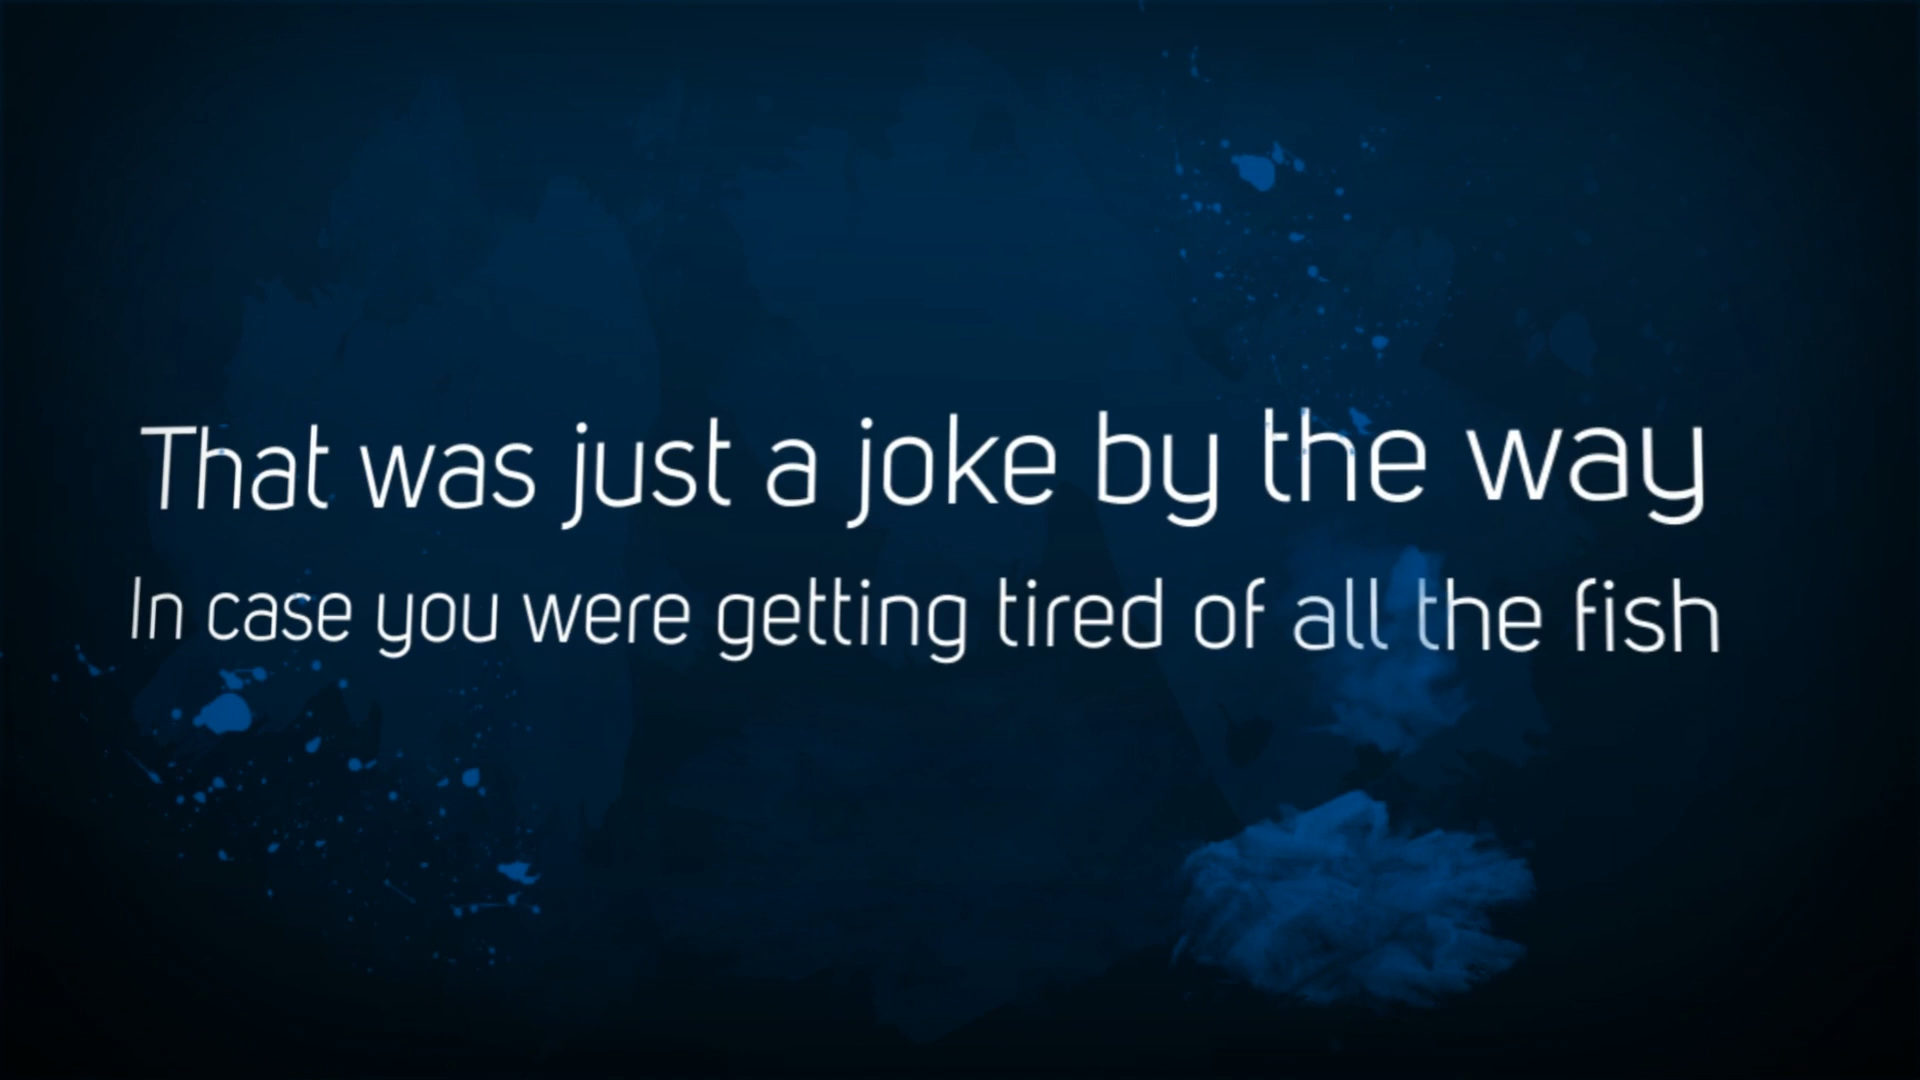 That was just a joke by the way
In case you were getting tired of all the fish